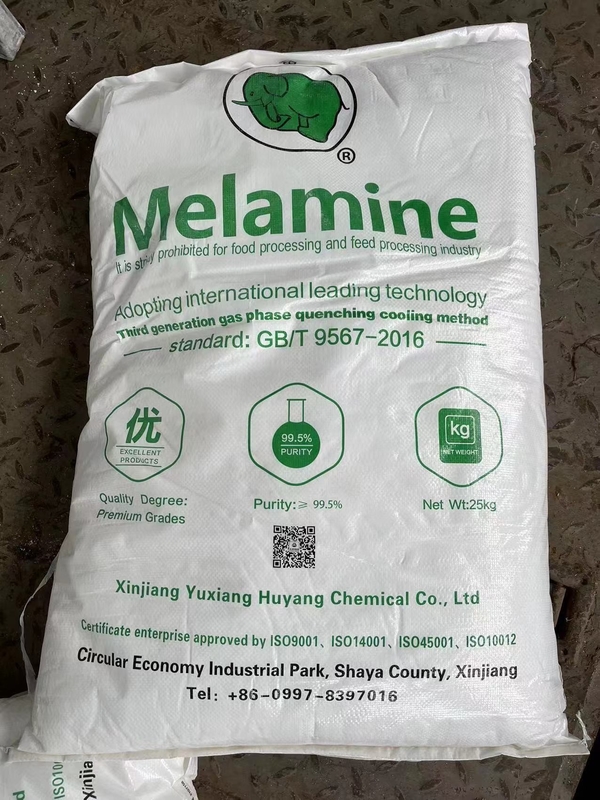 ®
Melamine
It is strictly prohibited for food processing and feed processing industry
Adopting international leading technology
Third generation gas phase quenching cooling method
standard: GB/T 9567-2016
优
EXCELLENT
PRODUCTS
99.5%
PURITY
kg
NET WEIGHT
Quality Degree:
Premium Grades
Purity:≥ 99.5%
Net Wt:25kg
Xinjiang Yuxiang Huyang Chemical Co., Ltd
Certificate enterprise approved by ISO9001、ISO14001、ISO45001、ISO10012
Circular Economy Industrial Park, Shaya County, Xinjiang
Tel: +86-0997-8397016